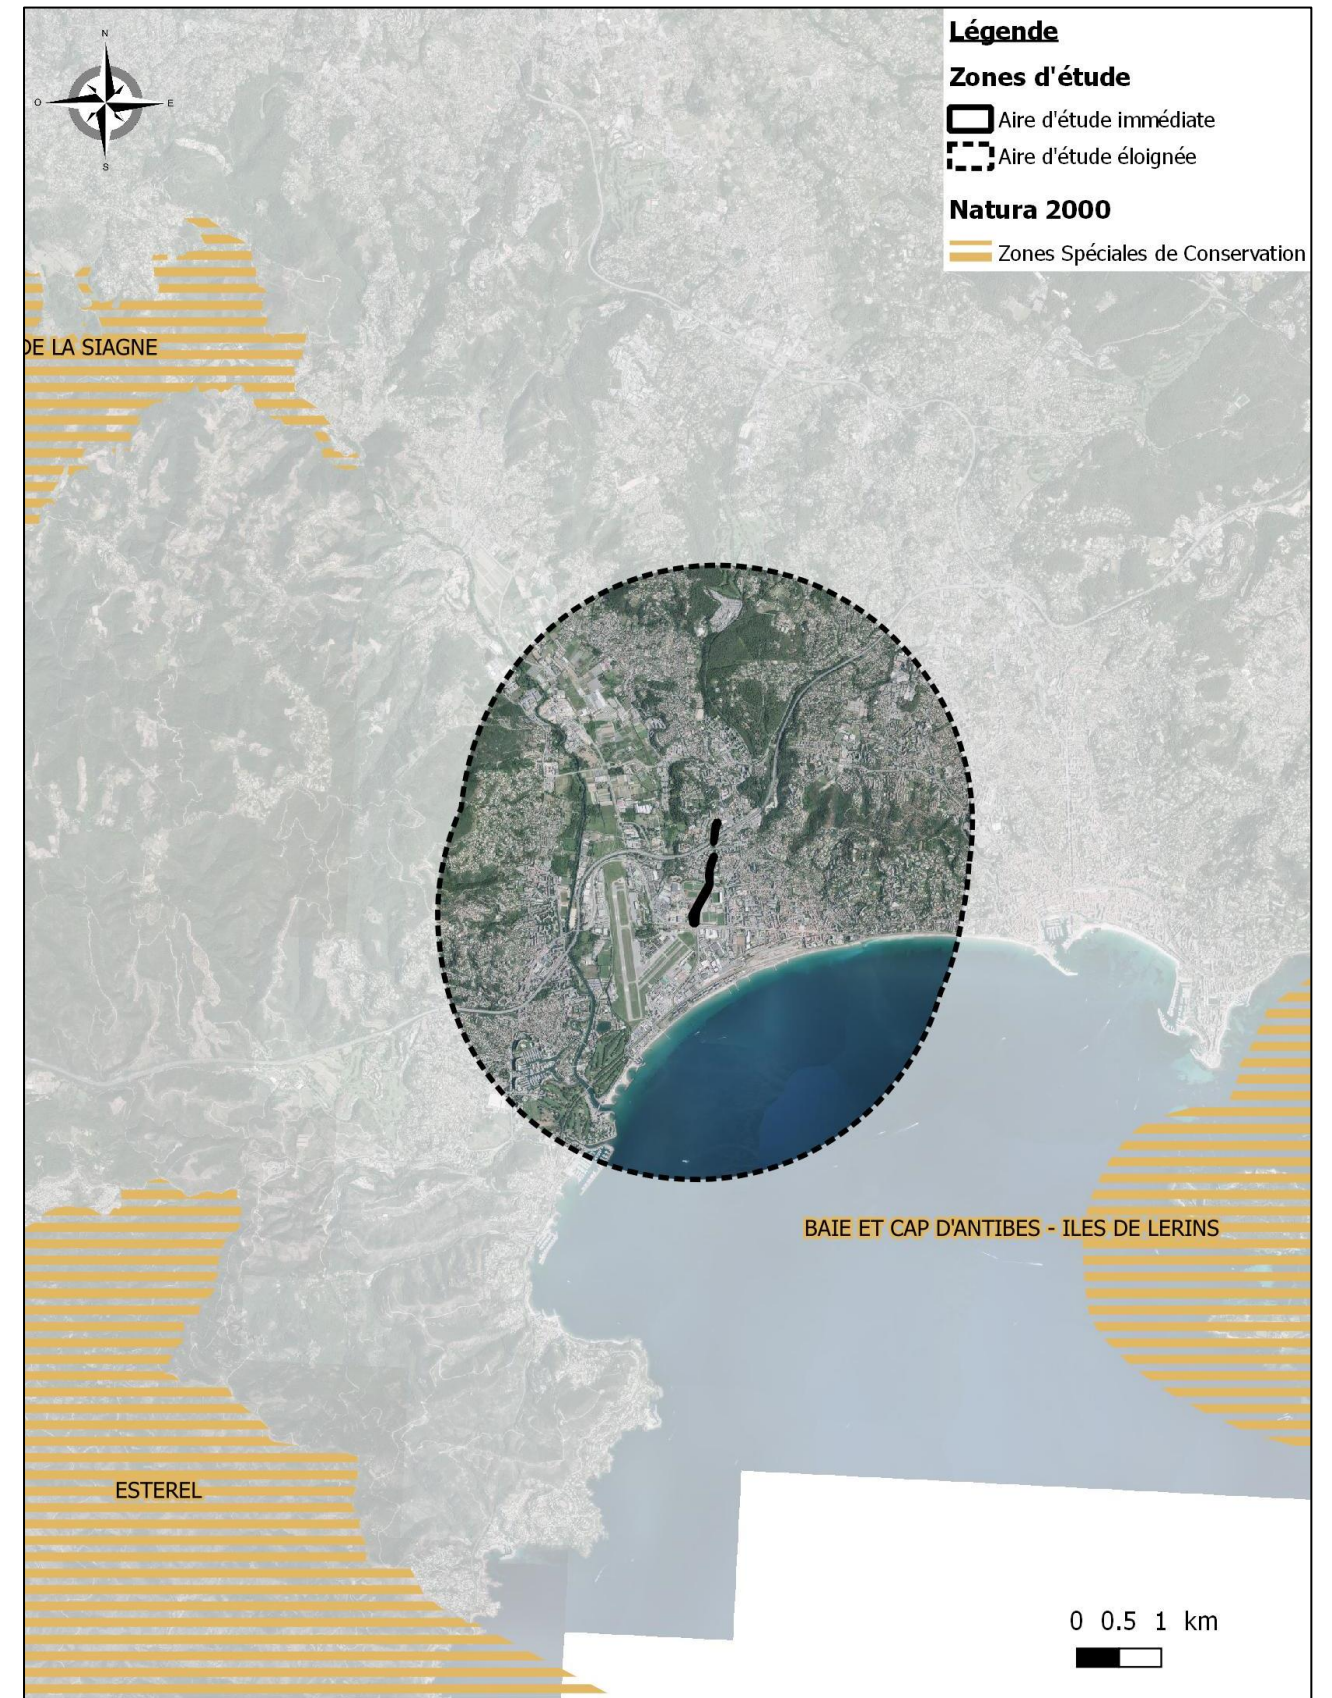 N
O
E
S
Légende
Zones d'étude
Aire d'étude immédiate
Aire d'étude éloignée
Natura 2000
Zones Spéciales de Conservation
DE LA SIAGNE
BAIE ET CAP D'ANTIBES - ILES DE LERINS
ESTEREL
0 0.5 1 km